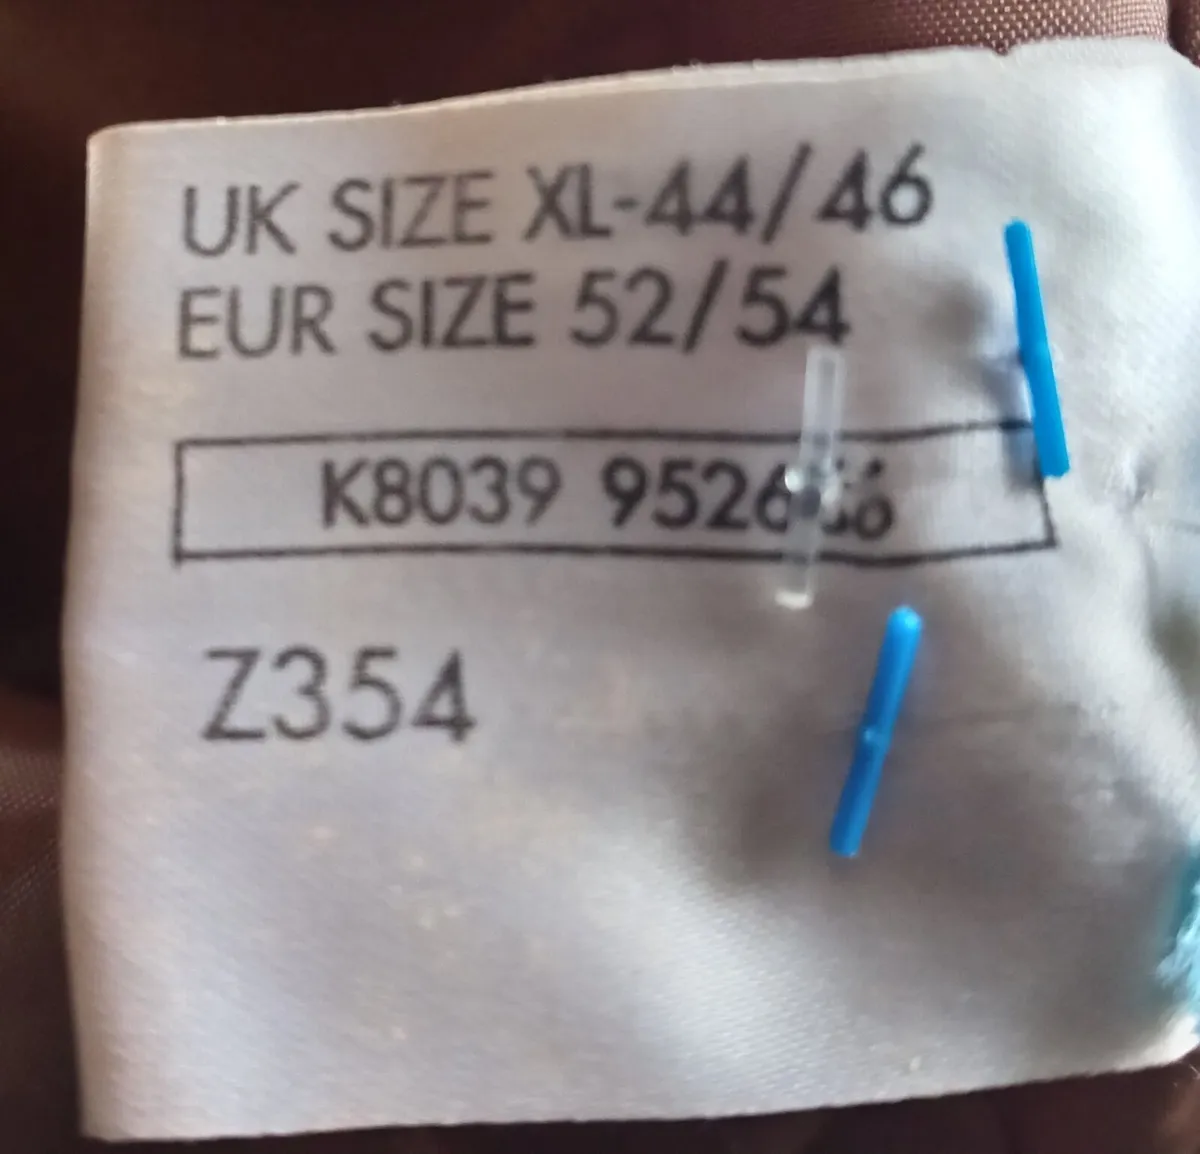 UK SIZE XL-44/46
EUR SIZE 52/54
K8039
Z354